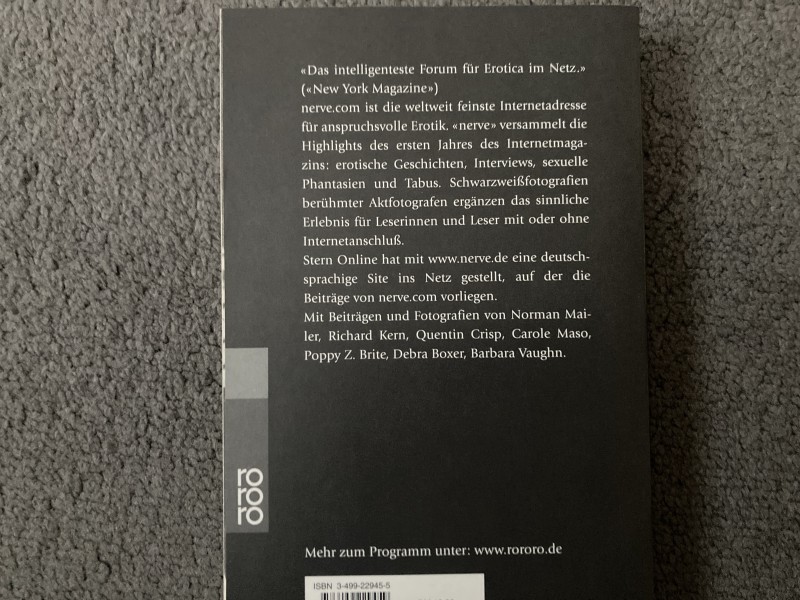 «Das intelligenteste Forum für Erotica im Netz.»
(«New York Magazine»)
nerve.com ist die weltweit feinste Internetadresse
für anspruchsvolle Erotik. «nerve» versammelt die
Highlights des ersten Jahres des Internetmaga-
zins: erotische Geschichten, Interviews, sexuelle
Phantasien und Tabus. Schwarzweißfotografien
berühmter Aktfotografen ergänzen das sinnliche
Erlebnis für Leserinnen und Leser mit oder ohne
Internetanschluß.
Stern Online hat mit www.nerve.de eine deutsch-
sprachige Site ins Netz gestellt, auf der die
Beiträge von nerve.com vorliegen.
Mit Beiträgen und Fotografien von Norman Mai-
ler, Richard Kern, Quentin Crisp, Carole Maso,
Poppy Z. Brite, Debra Boxer, Barbara Vaughn.
ro
ro
ro
Mehr zum Programm unter: www.rororo.de
ISBN 3-499-22945-5